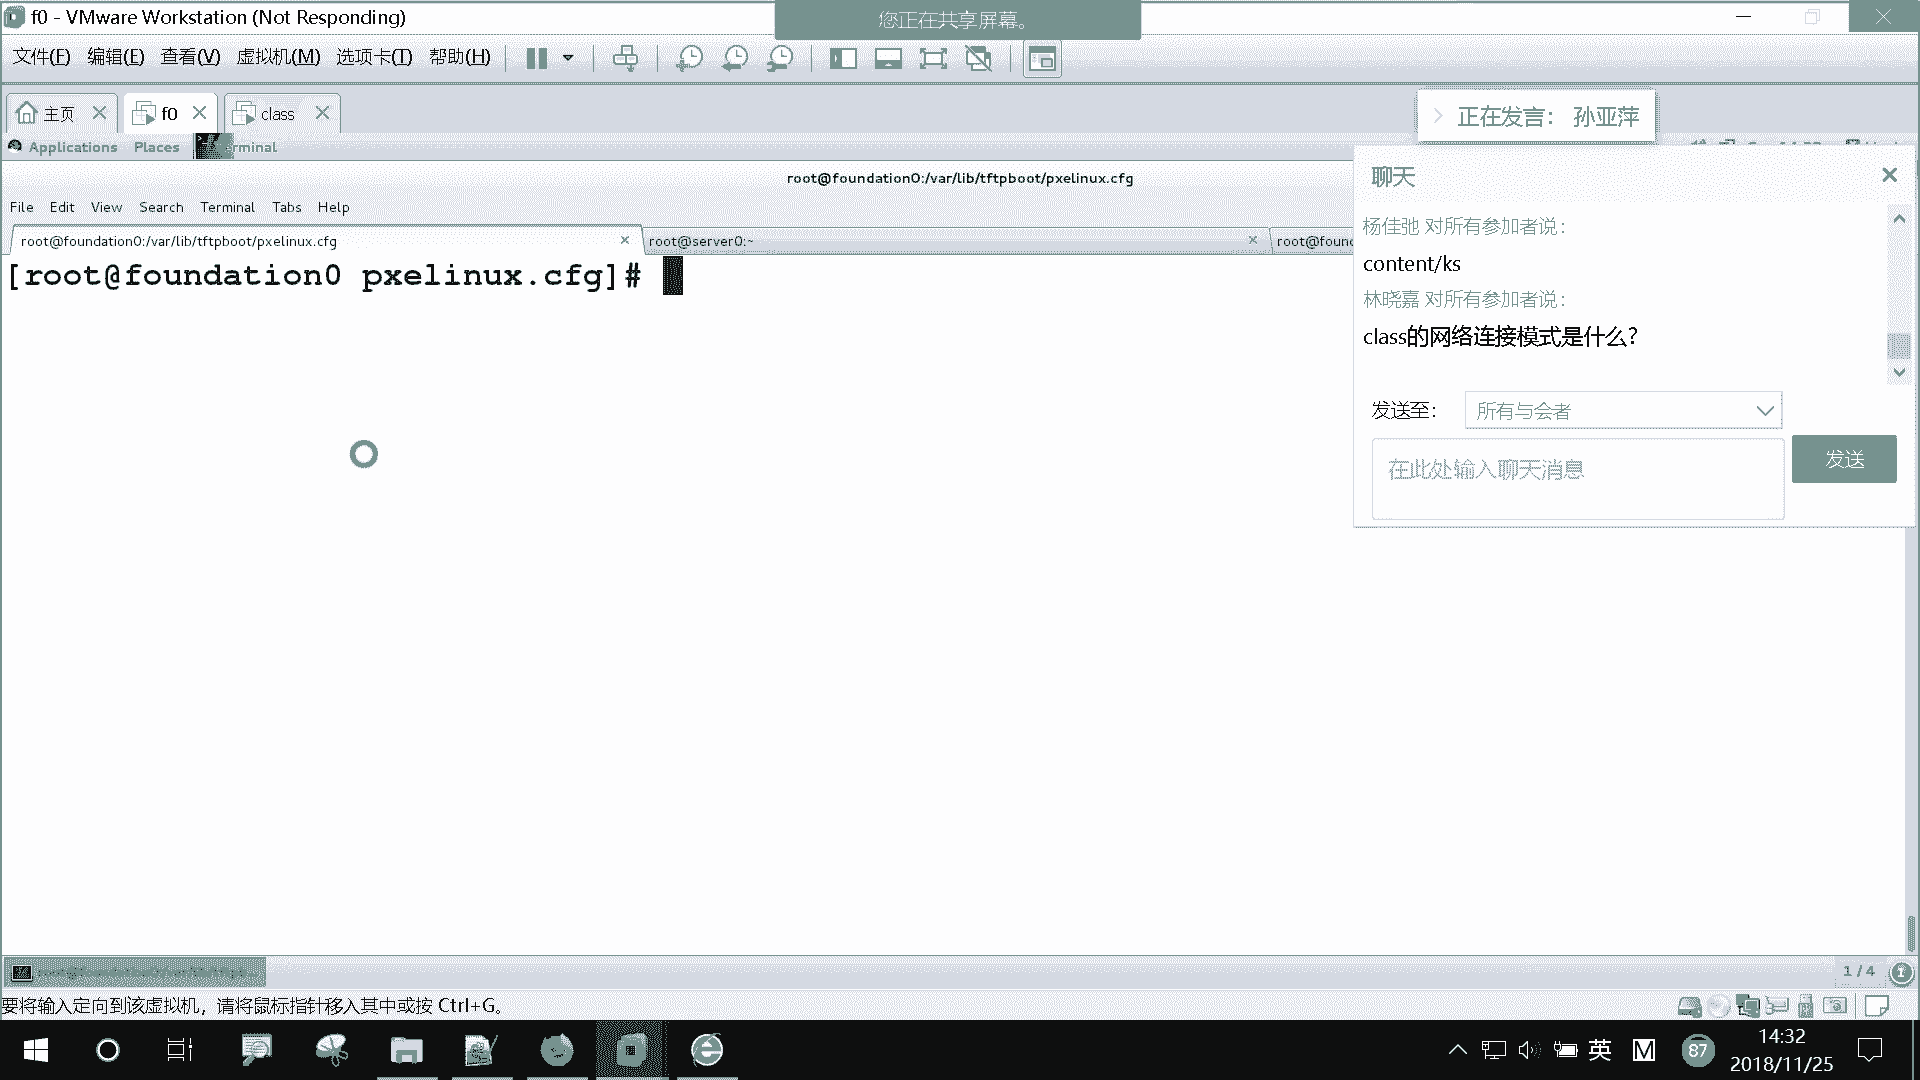 f0 - VMware Workstation (Not Responding)
您正在共享屏幕。
文件(F) 编辑(E) 查看(V) 虚拟机(M) 选项卡(T) 帮助(H)
主页 f0 class
正在发言： 孙亚萍
Applications Places Terminal
root@foundation0:/var/lib/tftpboot/pxelinux.cfg
File Edit View Search Terminal Tabs Help
root@foundation0:/var/lib/tftpboot/pxelinux.cfg root@server0:~ root@foun
[root@foundation0 pxelinux.cfg]#
聊天
杨佳弛 对所有参加者说：
content/ks
林晓嘉 对所有参加者说：
class的网络连接模式是什么？
发送至： 所有与会者
在此处输入聊天消息
发送
1 / 4
要将输入定向到该虚拟机，请将鼠标指针移入其中或按 Ctrl+G。
英 M 87
14:32
2018/11/25